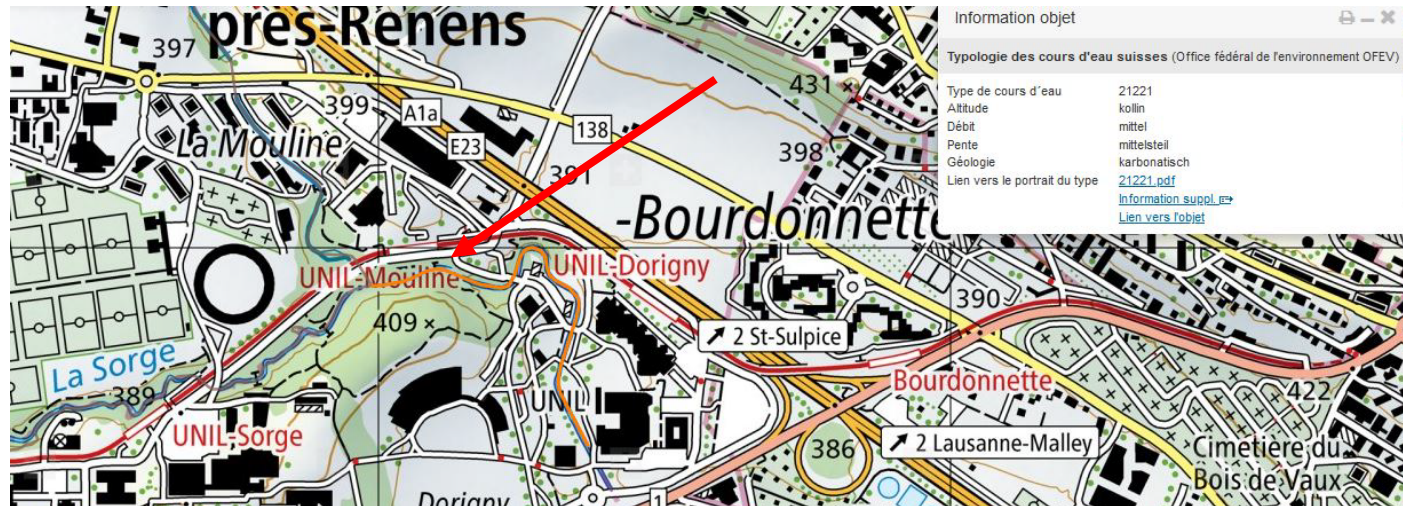 près-Renens
397
399
La Mouline
A1a
E23
138
431
398
391
-Bourdonnette
UNIL-Mouline
UNIL-Dorigny
409
390
2 St-Sulpice
La Sorge
389
Bourdonnette
422
UNIL
UNIL-Sorge
386
2 Lausanne-Malley
Cimetière du
Bois de Vaux
Dorigny
1
Information objet
Typologie des cours d'eau suisses (Office fédéral de l'environnement OFEV)
Type de cours d´eau 21221
Altitude kollin
Débit mittel
Pente mittelsteil
Géologie karbonatisch
Lien vers le portrait du type 21221.pdf
Information suppl.
Lien vers l'objet